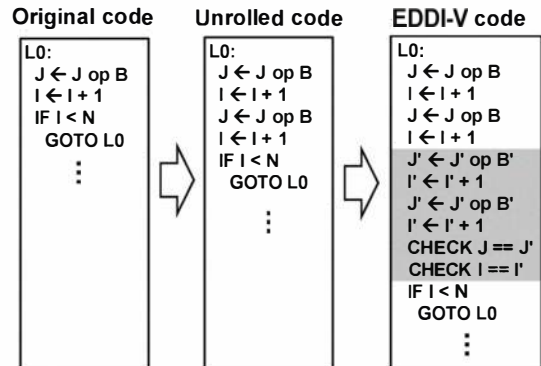 Original code
L0:
J ← J op B
I ← I + 1
IF I < N
GOTO L0
⋮
Unrolled code
L0:
J ← J op B
I ← I + 1
J ← J op B
I ← I + 1
IF I < N
GOTO L0
⋮
EDDI-V code
L0:
J ← J op B
I ← I + 1
J ← J op B
I ← I + 1
J' ← J' op B'
I' ← I' + 1
J' ← J' op B'
I' ← I' + 1
CHECK J == J'
CHECK I == I'
IF I < N
GOTO L0
⋮